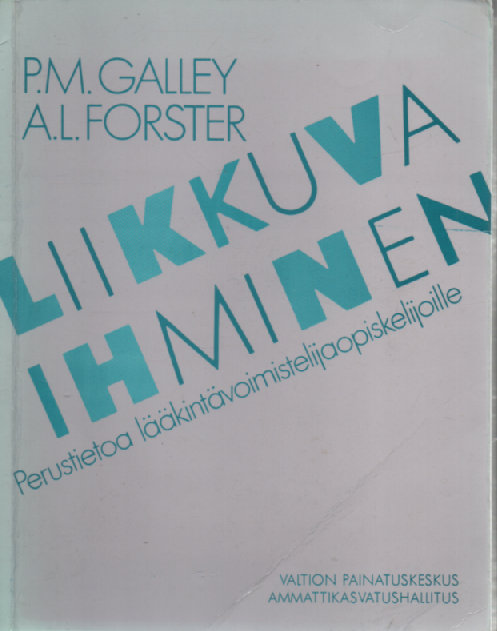 P.M. GALLEY
A.L. FORSTER
LIIKKUVA
IHMINEN
Perustietoa lääkintävoimistelijaopiskelijoille
VALTION PAINATUSKESKUS
AMMATTIKASVATUSHALLITUS